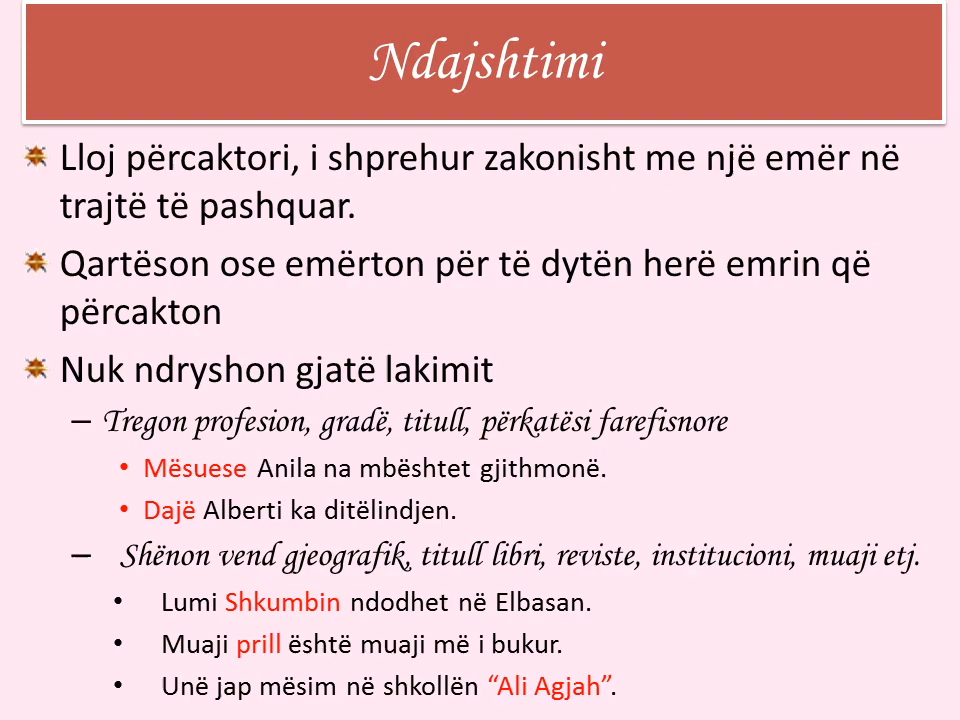 Ndajshtimi
Lloj përcaktori, i shprehur zakonisht me një emër në
trajtë të pashquar.
Qartëson ose emërton për të dytën herë emrin që
përcakton
Nuk ndryshon gjatë lakimit
– Tregon profesion, gradë, titull, përkatësi farefisnore
• Mësuese Anila na mbështet gjithmonë.
• Dajë Alberti ka ditëlindjen.
– Shënon vend gjeografik, titull libri, reviste, institucioni, muaji etj.
• Lumi Shkumbin ndodhet në Elbasan.
• Muaji prill është muaji më i bukur.
• Unë jap mësim në shkollën “Ali Agjah”.